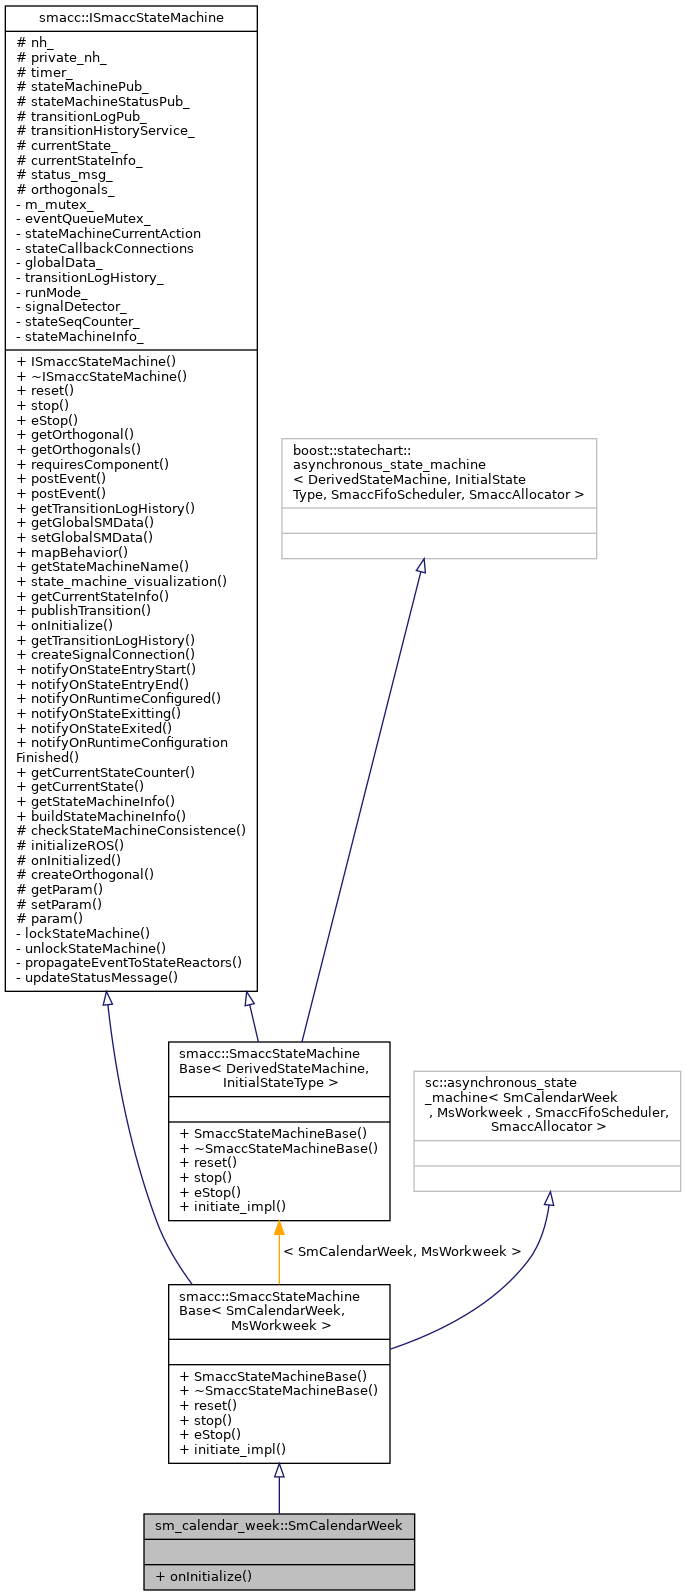 smacc::ISmaccStateMachine
# nh_
# private_nh_
# timer_
# stateMachinePub_
# stateMachineStatusPub_
# transitionLogPub_
# transitionHistoryService_
# currentState_
# currentStateInfo_
# status_msg_
# orthogonals_
- m_mutex_
- eventQueueMutex_
- stateMachineCurrentAction
- stateCallbackConnections
- globalData_
- transitionLogHistory_
- runMode_
- signalDetector_
- stateSeqCounter_
- stateMachineInfo_
+ ISmaccStateMachine()
+ ~ISmaccStateMachine()
+ reset()
+ stop()
+ eStop()
+ getOrthogonal()
+ getOrthogonals()
+ requiresComponent()
+ postEvent()
+ postEvent()
+ getTransitionLogHistory()
+ getGlobalSMData()
+ setGlobalSMData()
+ mapBehavior()
+ getStateMachineName()
+ state_machine_visualization()
+ getCurrentStateInfo()
+ publishTransition()
+ onInitialize()
+ getTransitionLogHistory()
+ createSignalConnection()
+ notifyOnStateEntryStart()
+ notifyOnStateEntryEnd()
+ notifyOnRuntimeConfigured()
+ notifyOnStateExitting()
+ notifyOnStateExited()
+ notifyOnRuntimeConfiguration
Finished()
+ getCurrentStateCounter()
+ getCurrentState()
+ getStateMachineInfo()
+ buildStateMachineInfo()
# checkStateMachineConsistence()
# initializeROS()
# onInitialized()
# createOrthogonal()
# getParam()
# setParam()
# param()
- lockStateMachine()
- unlockStateMachine()
- propagateEventToStateReactors()
- updateStatusMessage()
boost::statechart::
asynchronous_state_machine
< DerivedStateMachine, InitialState
Type, SmaccFifoScheduler, SmaccAllocator >
smacc::SmaccStateMachine
Base< DerivedStateMachine,
InitialStateType >
+ SmaccStateMachineBase()
+ ~SmaccStateMachineBase()
+ reset()
+ stop()
+ eStop()
+ initiate_impl()
sc::asynchronous_state
_machine< SmCalendarWeek
, MsWorkweek , SmaccFifoScheduler,
SmaccAllocator >
< SmCalendarWeek, MsWorkweek >
smacc::SmaccStateMachine
Base< SmCalendarWeek,
MsWorkweek >
+ SmaccStateMachineBase()
+ ~SmaccStateMachineBase()
+ reset()
+ stop()
+ eStop()
+ initiate_impl()
sm_calendar_week::SmCalendarWeek
+ onInitialize()